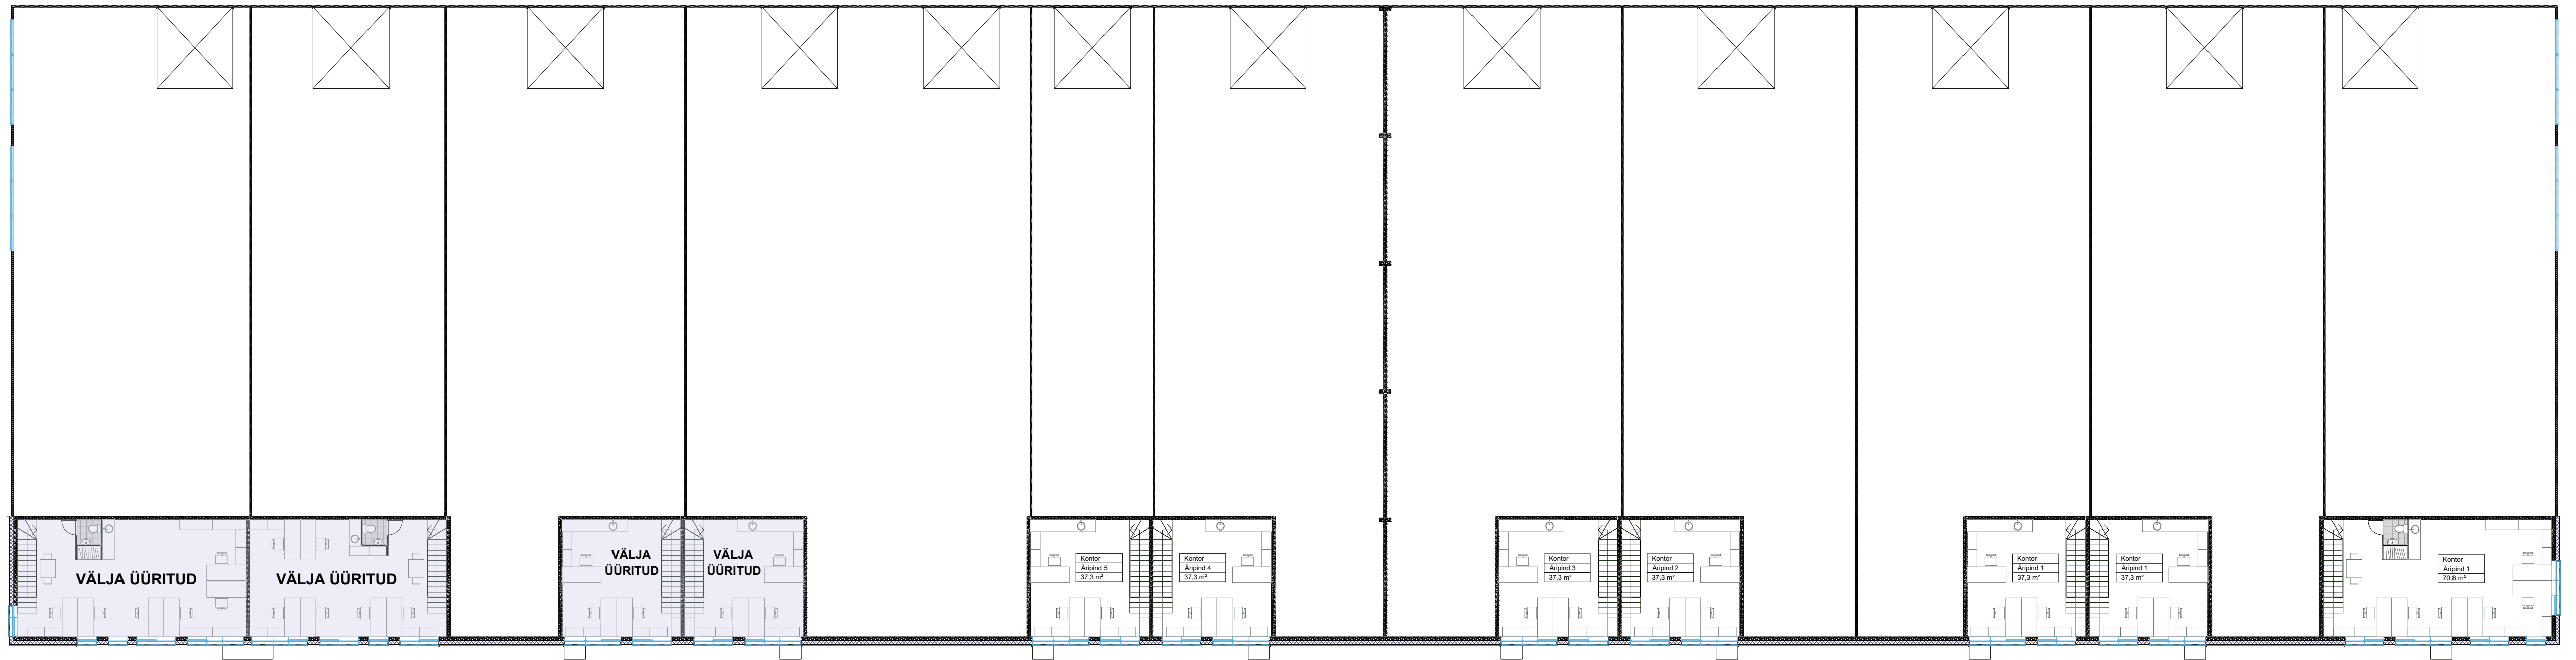 VÄLJA ÜÜRITUD
VÄLJA ÜÜRITUD
VÄLJA
ÜÜRITUD
VÄLJA
ÜÜRITUD
Kontor
Äripind 5
37,3 m²
Kontor
Äripind 4
37,3 m²
Kontor
Äripind 3
37,3 m²
Kontor
Äripind 2
37,3 m²
Kontor
Äripind 1
37,3 m²
Kontor
Äripind 1
37,3 m²
Kontor
Äripind 1
70,8 m²